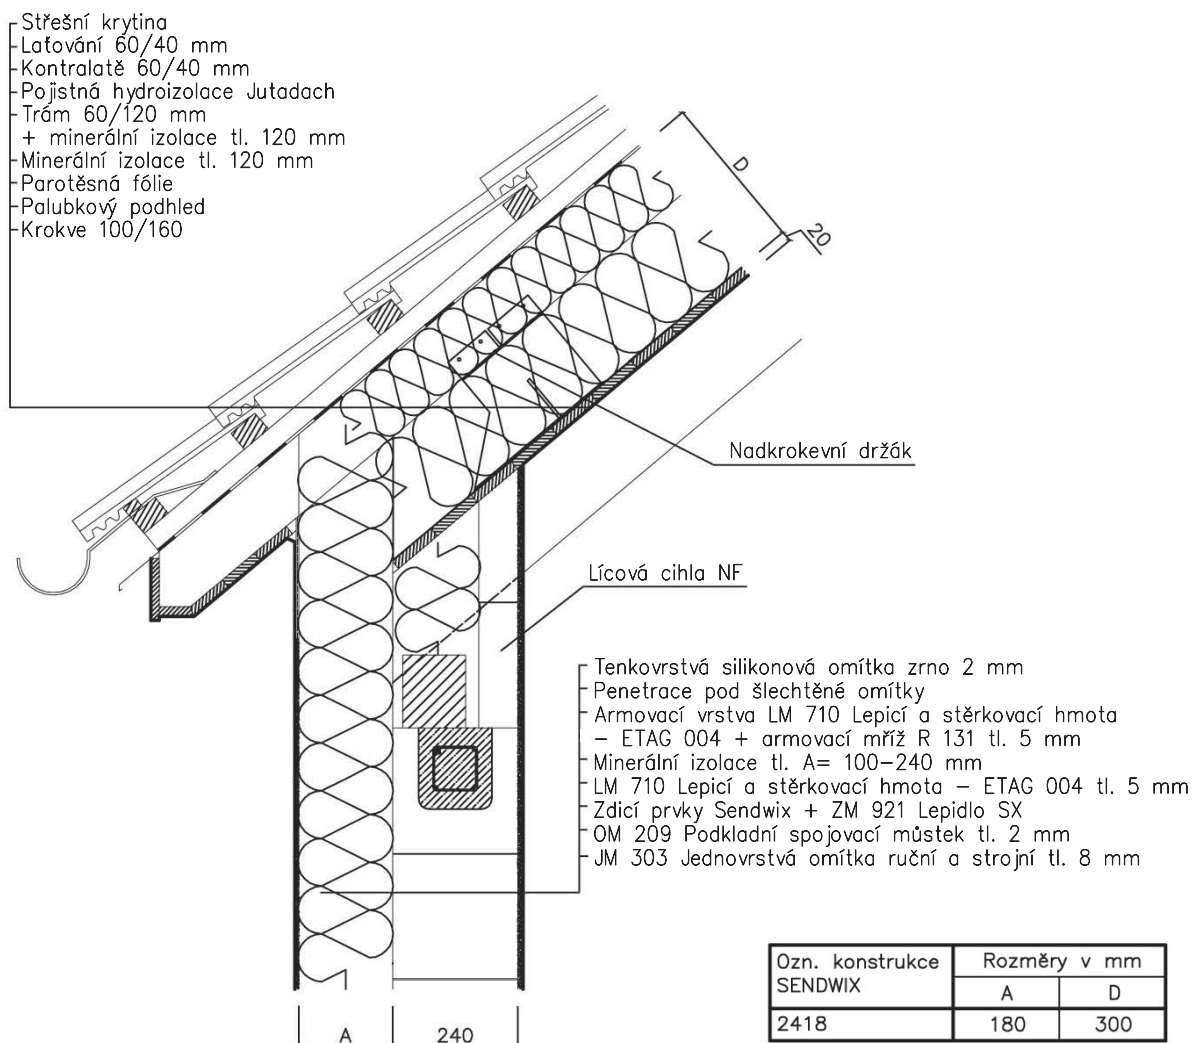 Střešní krytina
Laťování 60/40 mm
Kontralatě 60/40 mm
Pojistná hydroizolace Jutadach
Trám 60/120 mm
+ minerální izolace tl. 120 mm
Minerální izolace tl. 120 mm
Parotěsná fólie
Palubkový podhled
Krokve 100/160
D
20
Nadkrokevní držák
Lícová cihla NF
Tenkovrstvá silikonová omítka zrno 2 mm
Penetrace pod šlechtěné omítky
Armovací vrstva LM 710 Lepicí a stěrkovací hmota
– ETAG 004 + armovací mříž R 131 tl. 5 mm
Minerální izolace tl. A= 100–240 mm
LM 710 Lepicí a stěrkovací hmota – ETAG 004 tl. 5 mm
Zdicí prvky Sendwix + ZM 921 Lepidlo SX
OM 209 Podkladní spojovací můstek tl. 2 mm
JM 303 Jednovrstvá omítka ruční a strojní tl. 8 mm
Ozn. konstrukce SENDWIX
Rozměry v mm
A D
2418 180 300
A 240